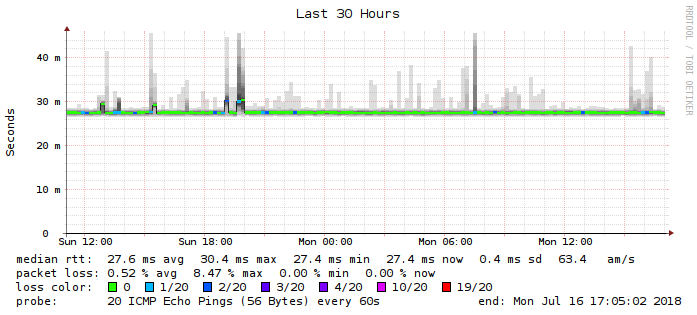 Last 30 Hours
RRDTOOL / TOBI OETIKER
Seconds
40 m
30 m
20 m
10 m
0
Sun 12:00 Sun 18:00 Mon 00:00 Mon 06:00 Mon 12:00
median rtt: 27.6 ms avg 30.4 ms max 27.4 ms min 27.4 ms now 0.4 ms sd 63.4 am/s
packet loss: 0.52 % avg 8.47 % max 0.00 % min 0.00 % now
loss color: 0 1/20 2/20 3/20 4/20 10/20 19/20
probe: 20 ICMP Echo Pings (56 Bytes) every 60s end: Mon Jul 16 17:05:02 2018